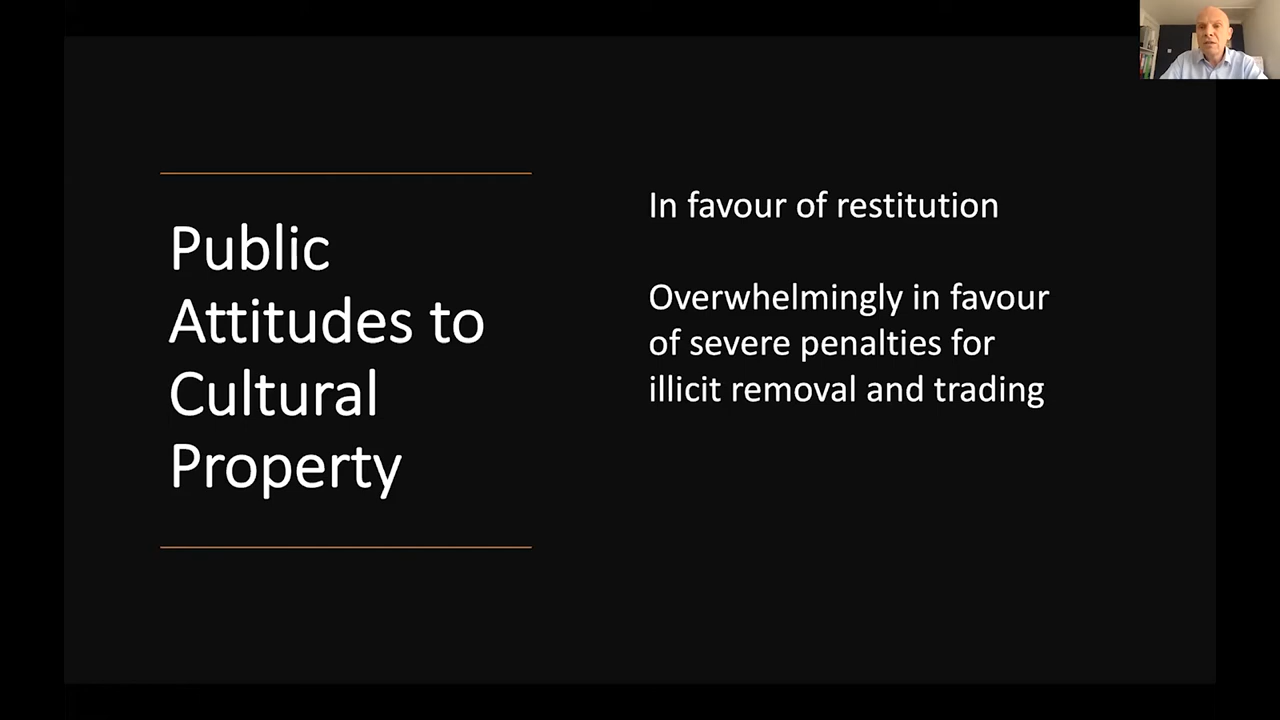 Public
Attitudes to
Cultural
Property
In favour of restitution
Overwhelmingly in favour
of severe penalties for
illicit removal and trading